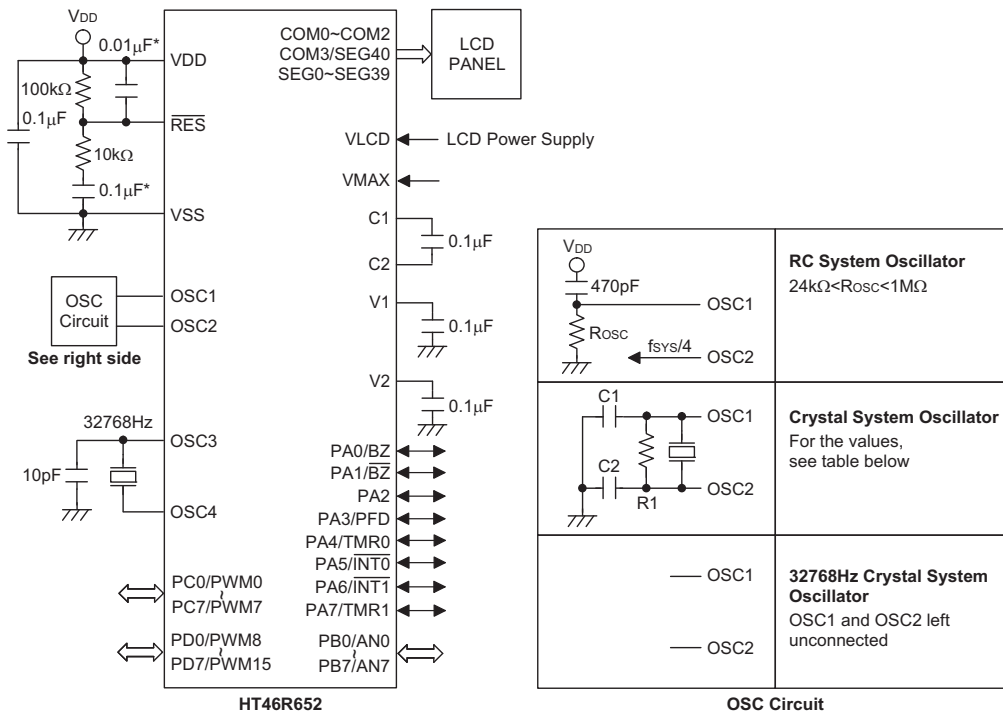 VDD
0.01μF*
VDD
100kΩ
0.1μF
RES
10kΩ
0.1μF*
VSS
OSC
Circuit
OSC1
OSC2
See right side
32768Hz
OSC3
10pF
OSC4
PC0/PWM0
~
PC7/PWM7
PD0/PWM8
~
PD7/PWM15
COM0~COM2
COM3/SEG40
SEG0~SEG39
LCD
PANEL
VLCD
LCD Power Supply
VMAX
C1
C2
0.1μF
V1
0.1μF
V2
0.1μF
PA0/BZ
PA1/BZ
PA2
PA3/PFD
PA4/TMR0
PA5/INT0
PA6/INT1
PA7/TMR1
PB0/AN0
~
PB7/AN7
HT46R652
VDD
470pF
OSC1
ROSC
fSYS/4
OSC2
RC System Oscillator
24kΩ<ROSC<1MΩ
C1
OSC1
C2
OSC2
R1
Crystal System Oscillator
For the values,
see table below
OSC1
OSC2
32768Hz Crystal System
Oscillator
OSC1 and OSC2 left
unconnected
OSC Circuit